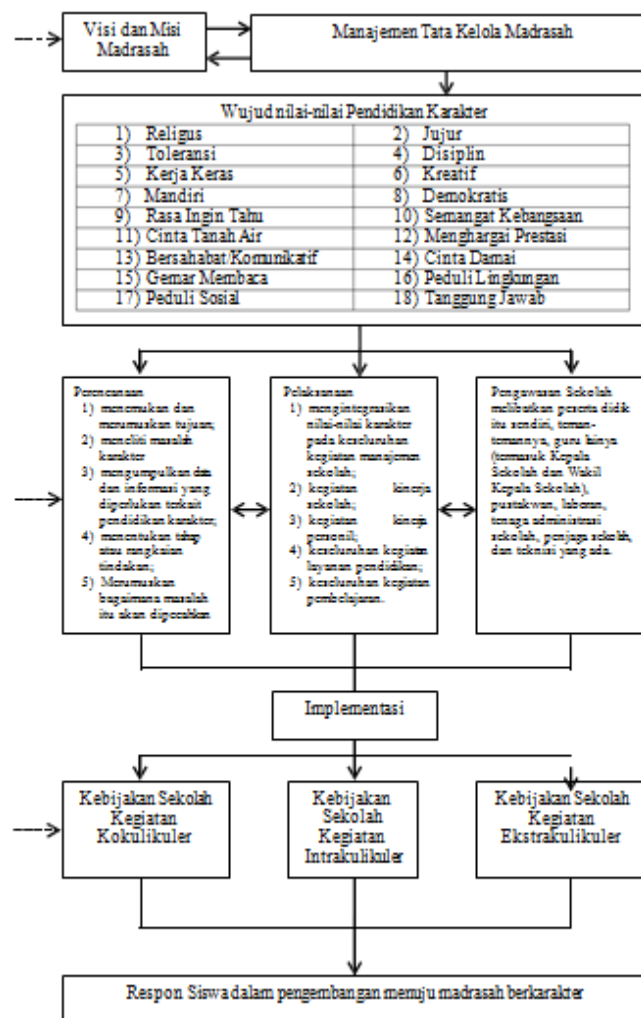 Visi dan Misi
Madrasah
Manajemen Tata Kelola Madrasah
Wujud nilai-nilai Pendidikan Karakter
1) Religus
2) Jujur
3) Toleransi
4) Disiplin
5) Kerja Keras
6) Kreatif
7) Mandiri
8) Demokratis
9) Rasa Ingin Tahu
10) Semangat Kebangsaan
11) Cinta Tanah Air
12) Menghargai Prestasi
13) Bersahabat/Komunikatif
14) Cinta Damai
15) Gemar Membaca
16) Peduli Lingkungan
17) Peduli Sosial
18) Tanggung Jawab
Perencanaan
1) menemukan dan
merumuskan tujuan;
2) meneliti masalah
karakter
3) mengumpulkan data
dan informasi yang
diperlukan terkait
pendidikan karakter;
4) menentukan tahap
atau rangkaian
tindakan;
5) Merumuskan
bagaimana masalah
itu akan dipecahkan
Pelaksanaan
1) mengintegrasikan
nilai-nilai karakter
pada keseluruhan
kegiatan manajemen
sekolah;
2) kegiatan kinerja
sekolah;
3) kegiatan kinerja
personil;
4) keseluruhan kegiatan
layanan pendidikan;
5) keseluruhan kegiatan
pembelajaran.
Pengawasan Sekolah
melibatkan peserta didik
itu sendiri, teman-
temannya, guru lainya
(termasuk Kepala
Sekolah dan Wakil
Kepala Sekolah),
pustakwan, laboran,
tenaga administrasi
sekolah, penjaga sekolah,
dan teknisi yang ada.
Implementasi
Kebijakan Sekolah
Kegiatan
Kokulikuler
Kebijakan
Sekolah
Kegiatan
Intrakulikuler
Kebijakan Sekolah
Kegiatan
Ekstrakulikuler
Respon Siswa dalam pengembangan menuju madrasah berkarakter